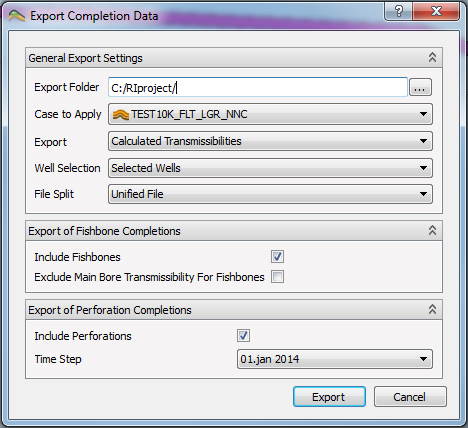 Export Completion Data
General Export Settings
Export Folder C:/RIproject/ ...
Case to Apply TEST10K_FLT_LGR_NNC
Export Calculated Transmissibilities
Well Selection Selected Wells
File Split Unified File
Export of Fishbone Completions
Include Fishbones
Exclude Main Bore Transmissibility For Fishbones
Export of Perforation Completions
Include Perforations
Time Step 01.jan 2014
Export Cancel